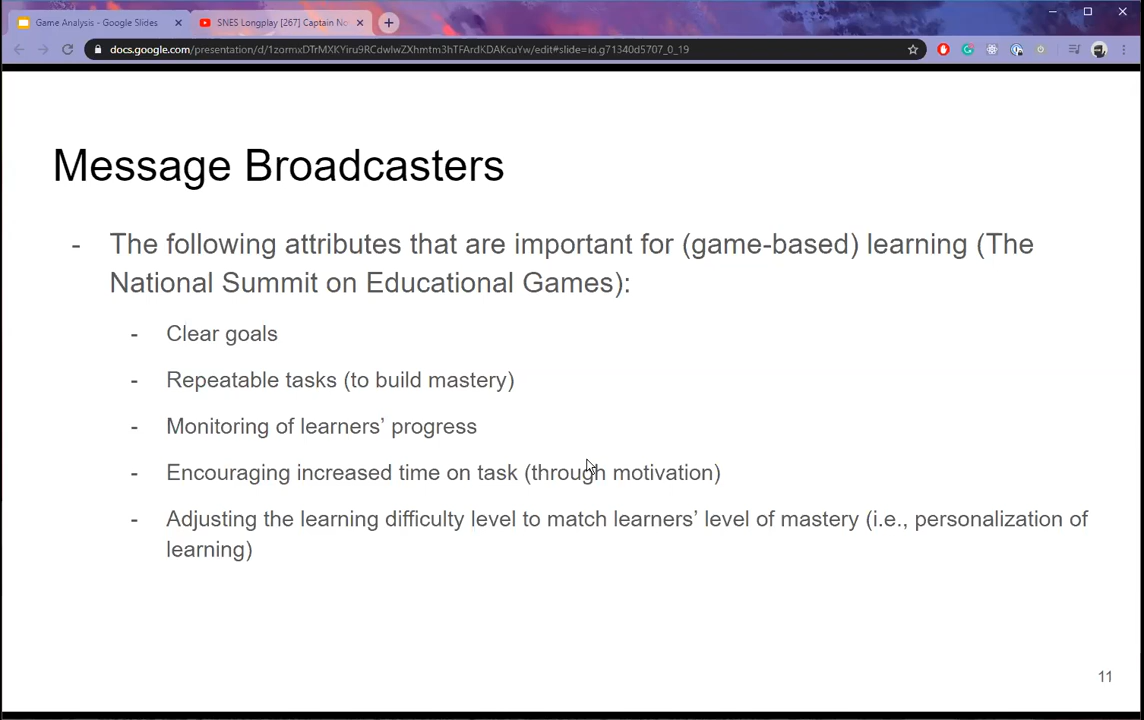 Game Analysis - Google Slides
SNES Longplay [267] Captain No
docs.google.com/presentation/d/1zormxDTrMXKYiru9RCdwlwZXhmtm3hTFArdKDAKcuYw/edit#slide=id.g71340d5707_0_19
Message Broadcasters
- The following attributes that are important for (game-based) learning (The
National Summit on Educational Games):
- Clear goals
- Repeatable tasks (to build mastery)
- Monitoring of learners’ progress
- Encouraging increased time on task (through motivation)
- Adjusting the learning difficulty level to match learners’ level of mastery (i.e., personalization of
learning)
11